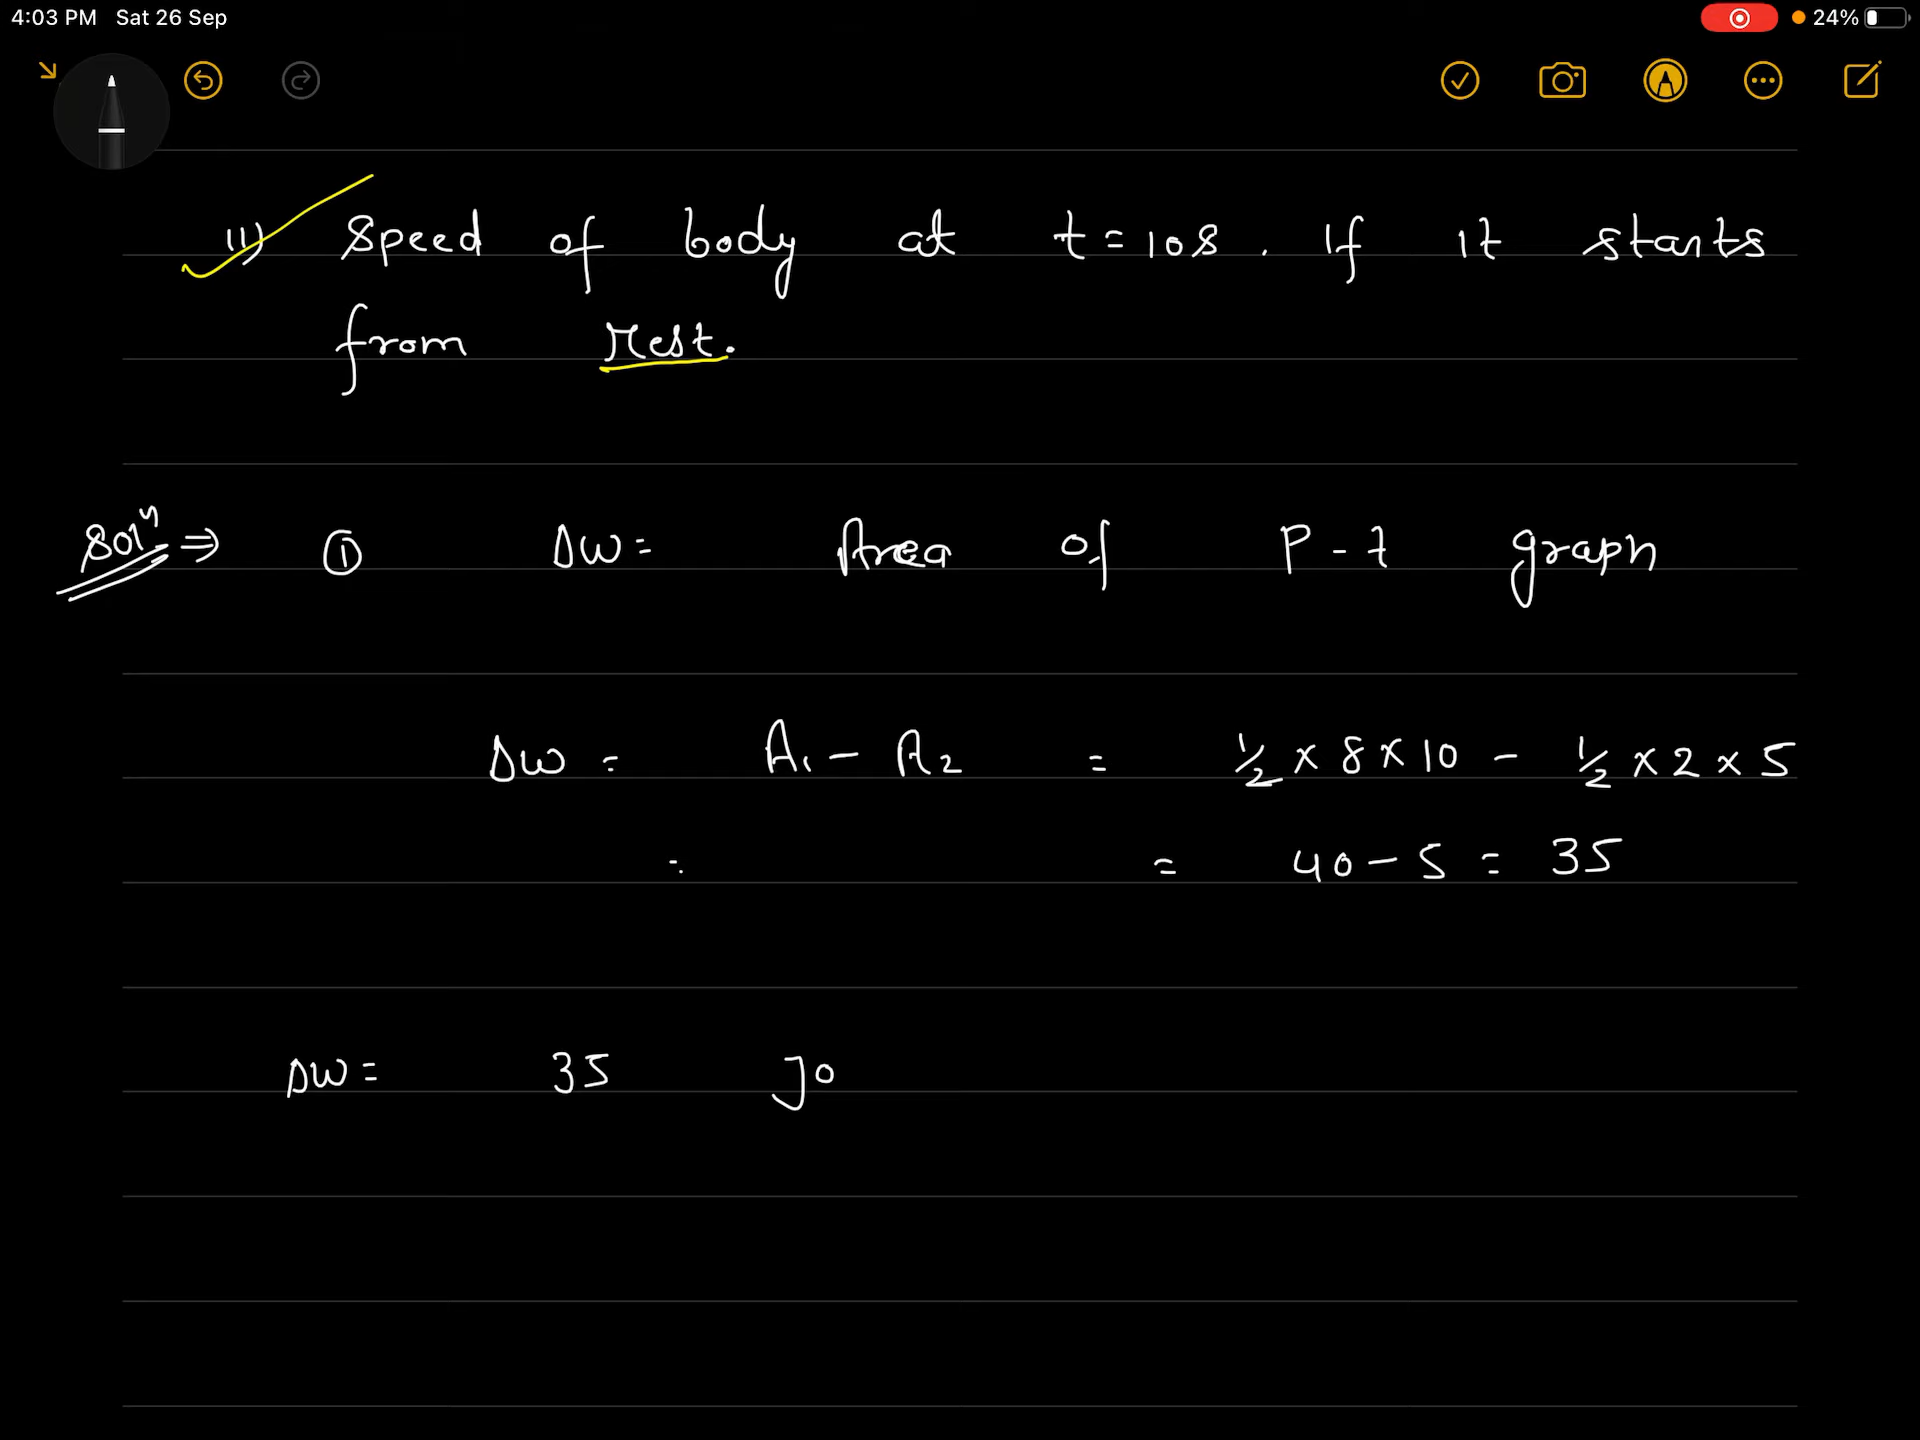 4:03 PM Sat 26 Sep 24%
II) Speed of body at t = 10s. If it starts
from rest.
Solⁿ ⇒ ① ΔW = Area of P-t graph
ΔW = A₁ - A₂ = 1/2 × 8 × 10 - 1/2 × 2 × 5
= = 40 - 5 = 35
ΔW = 35 Jo